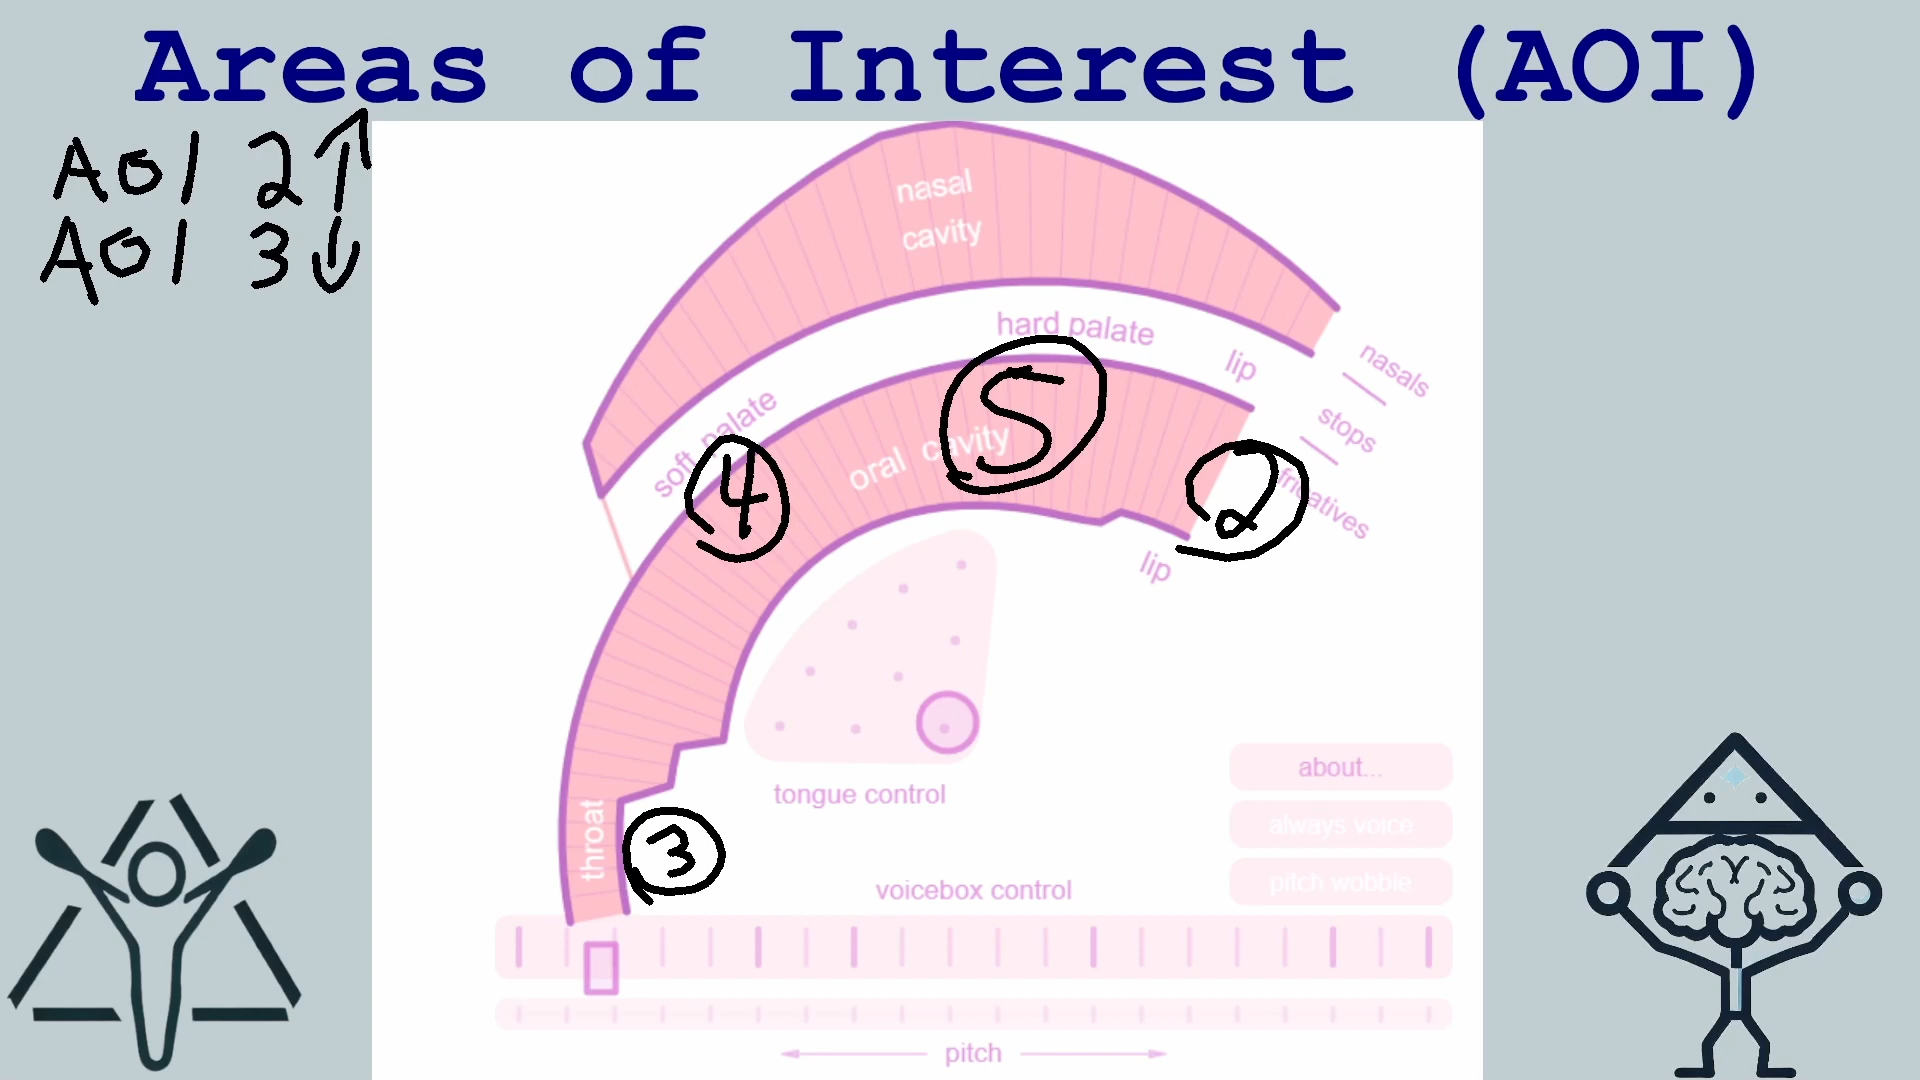 Areas of Interest (AOI)
AOI 2↑
AOI 3↓
nasal
cavity
hard palate
lip
nasals
stops
fricatives
soft palate
oral cavity
5
4
2
lip
tongue control
throat
3
voicebox control
about...
always voice
pitch wobble
pitch